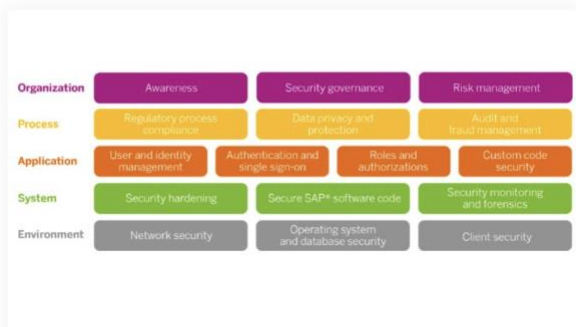 Organization
Awareness
Security governance
Risk management
Process
Regulatory process
compliance
Data privacy and
protection
Audit and
fraud management
Application
User and identity
management
Authentication and
single sign-on
Roles and
authorizations
Custom code
security
System
Security hardening
Secure SAP® software code
Security monitoring
and forensics
Environment
Network security
Operating system
and database security
Client security